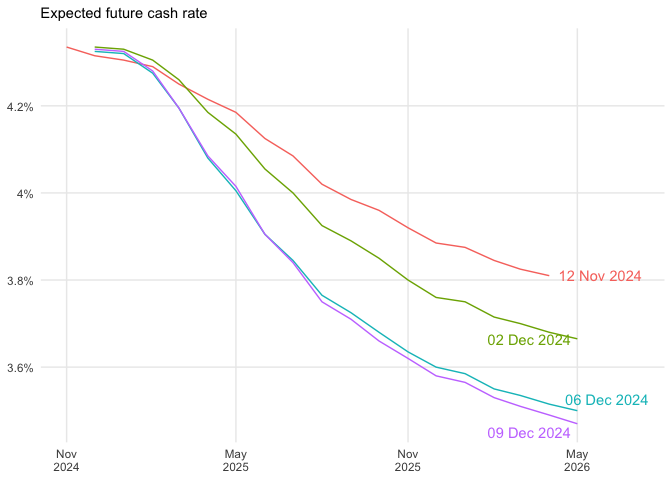 Expected future cash rate
4.2%
4%
3.8%
3.6%
12 Nov 2024
02 Dec 2024
06 Dec 2024
09 Dec 2024
Nov
2024
May
2025
Nov
2025
May
2026